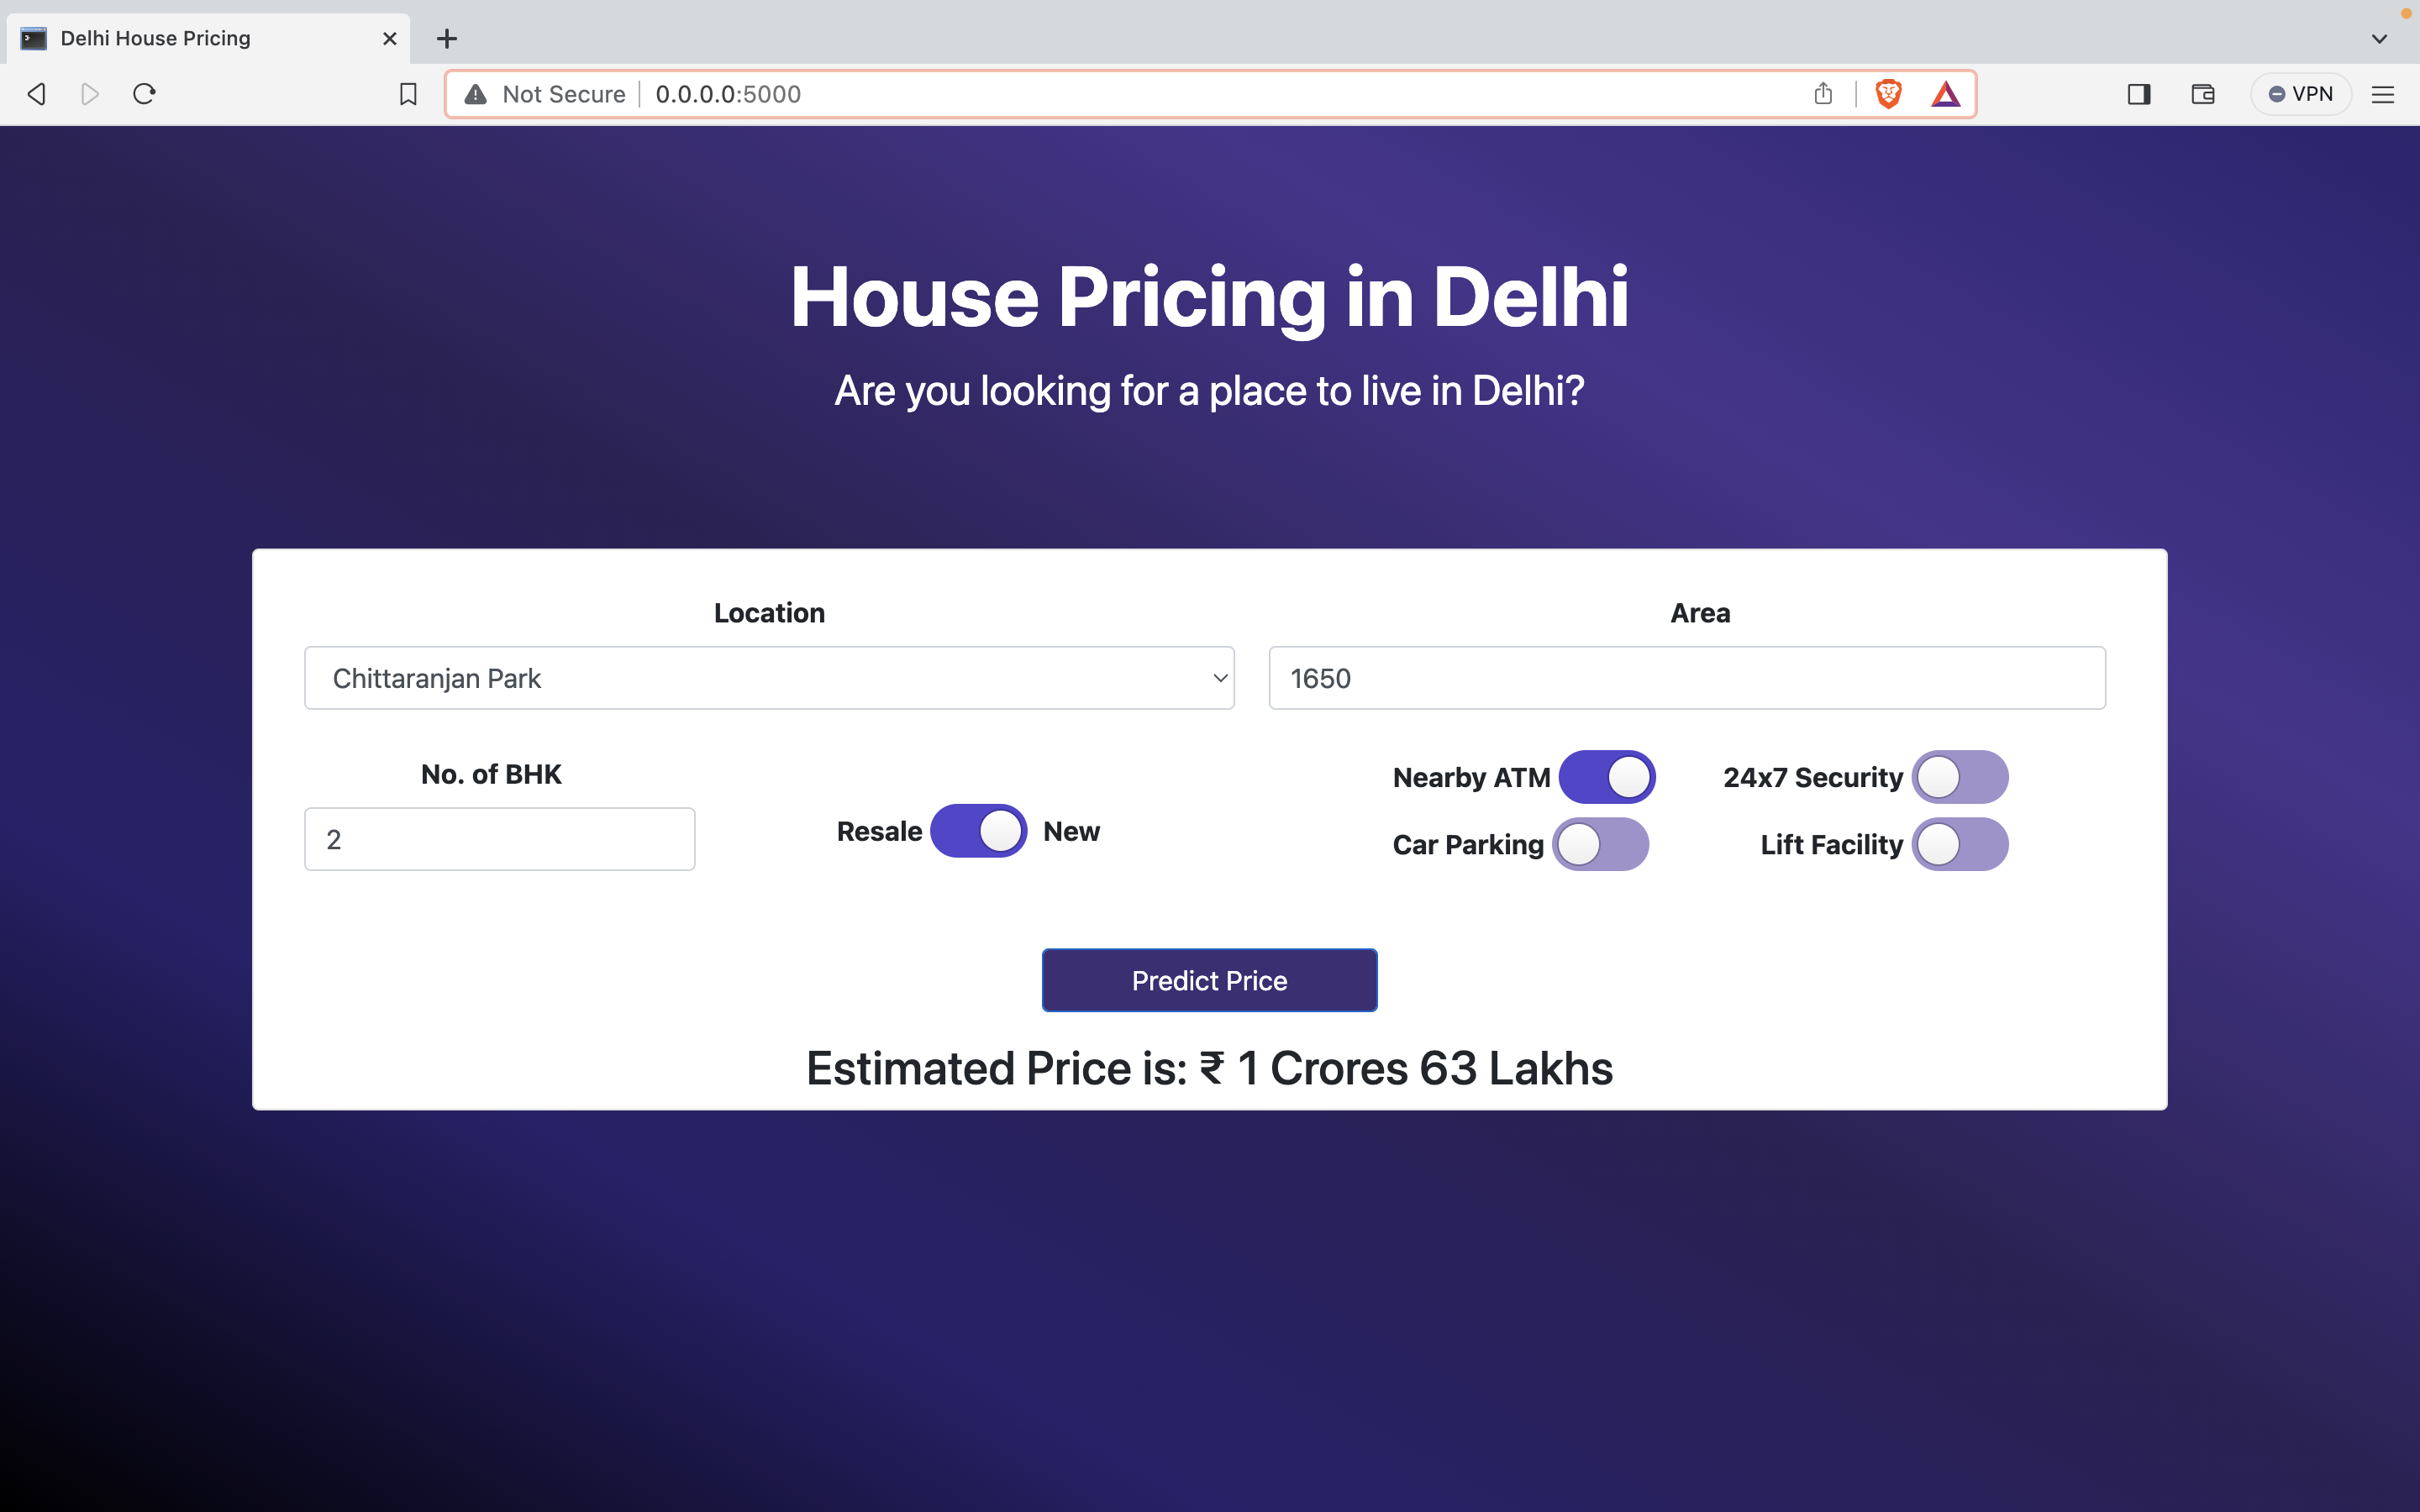 Delhi House Pricing
Not Secure 0.0.0.0:5000
VPN
House Pricing in Delhi
Are you looking for a place to live in Delhi?
Location Area
Chittaranjan Park 1650
No. of BHK Nearby ATM 24x7 Security
2 Resale New Car Parking Lift Facility
Predict Price
Estimated Price is: ₹ 1 Crores 63 Lakhs